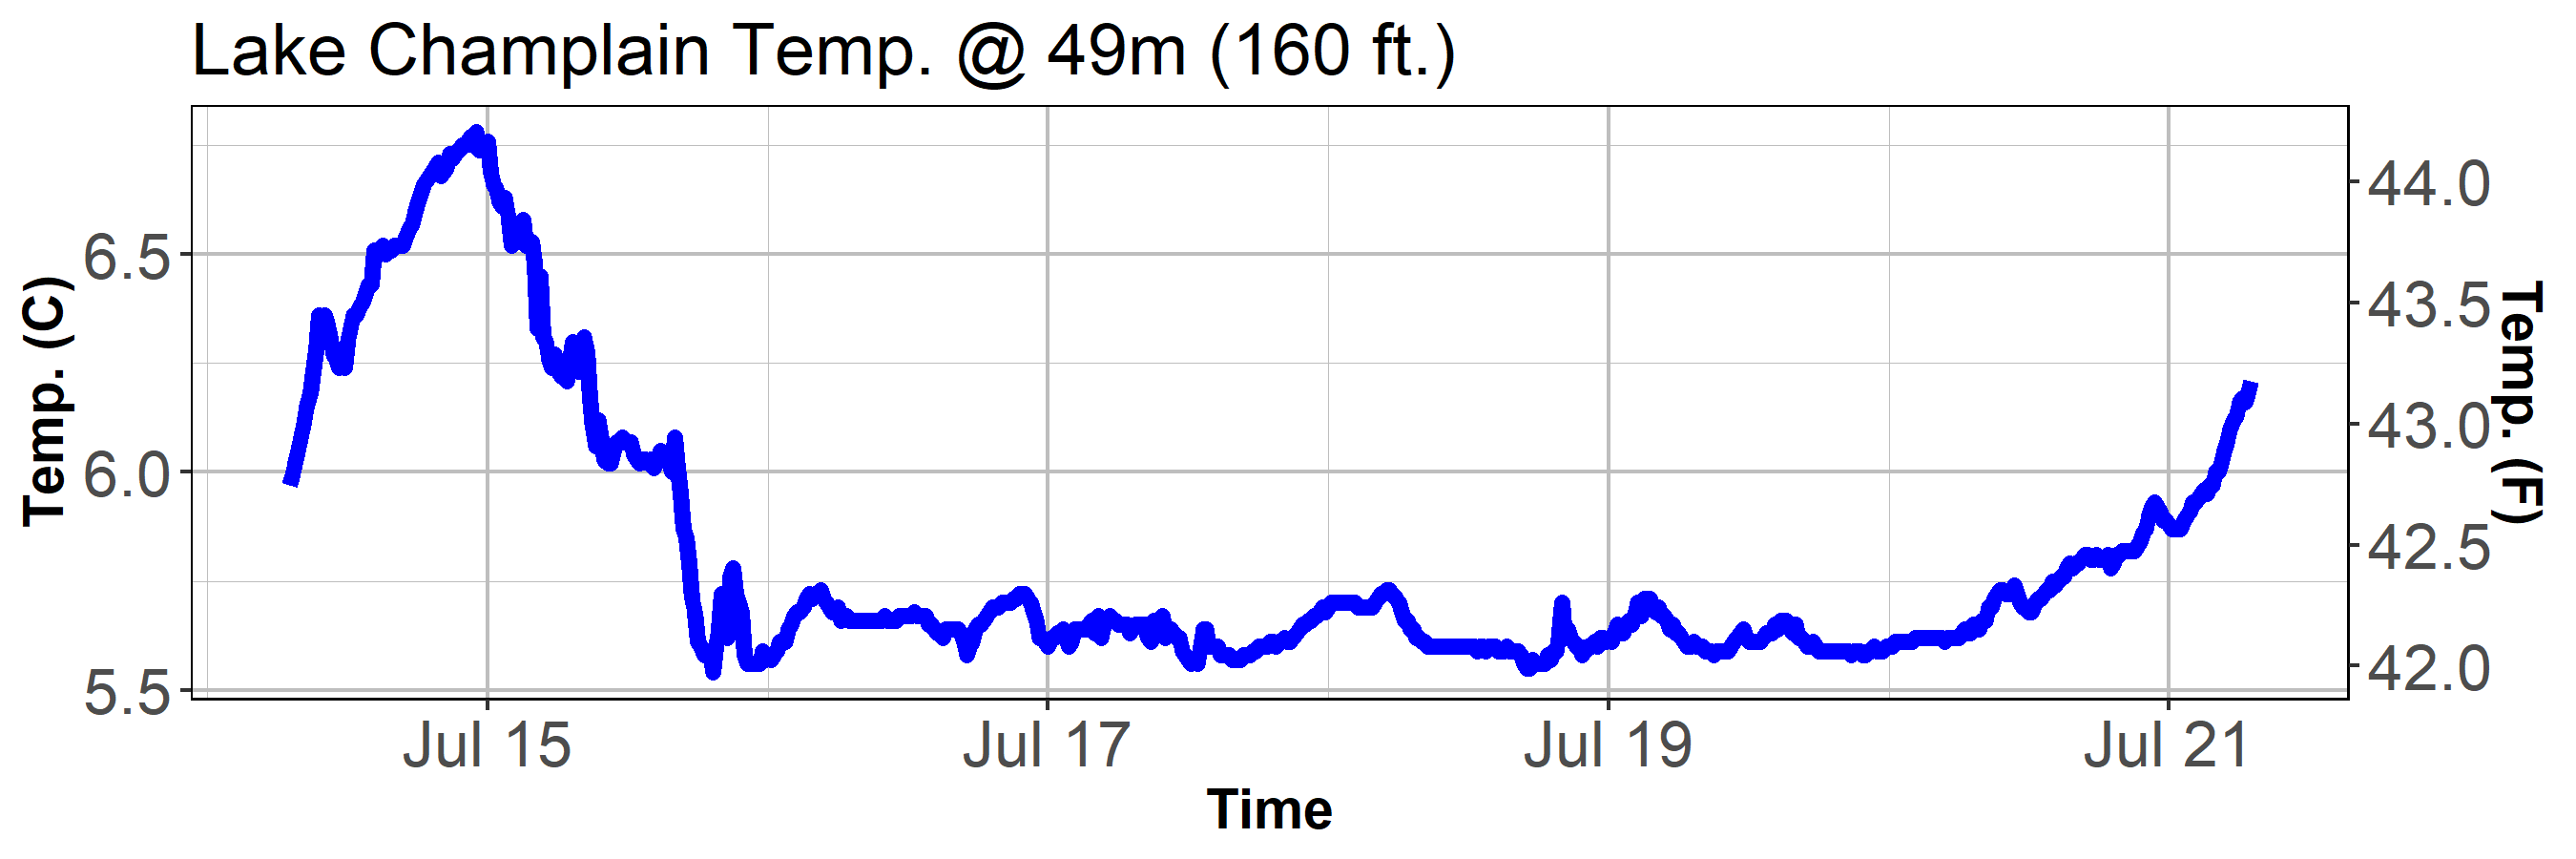 Lake Champlain Temp. @ 49m (160 ft.)
Temp. (C)
6.5
6.0
5.5
44.0
43.5
43.0
42.5
42.0
Temp. (F)
Jul 15
Jul 17
Jul 19
Jul 21
Time